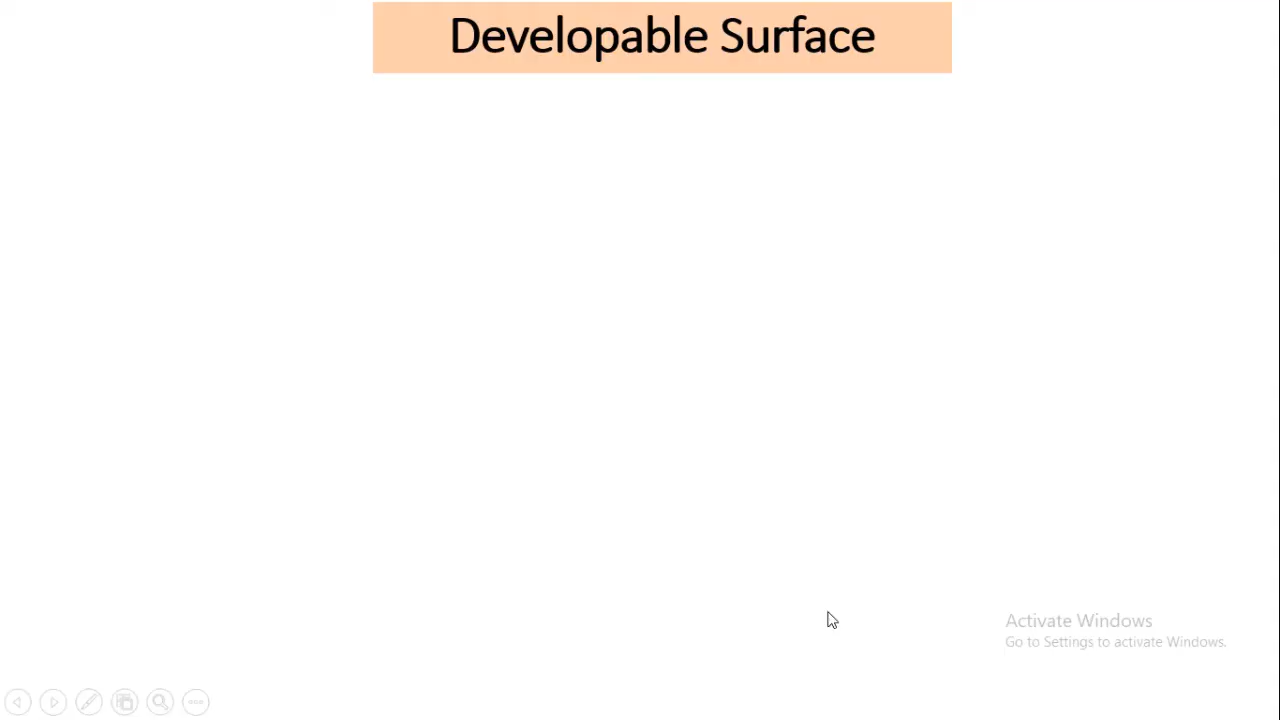 Developable Surface
Activate Windows
Go to Settings to activate Windows.